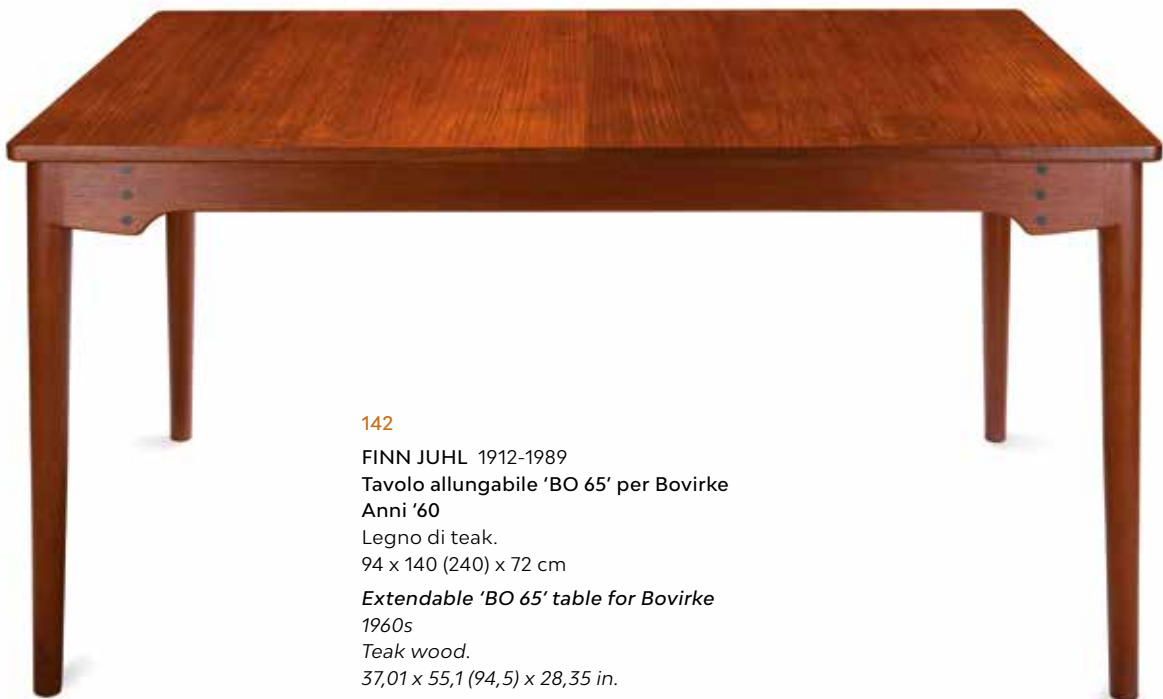 142
FINN JUHL 1912-1989
Tavolo allungabile ‘BO 65’ per Bovirke
Anni ‘60
Legno di teak.
94 x 140 (240) x 72 cm
Extendable ‘BO 65’ table for Bovirke
1960s
Teak wood.
37,01 x 55,1 (94,5) x 28,35 in.